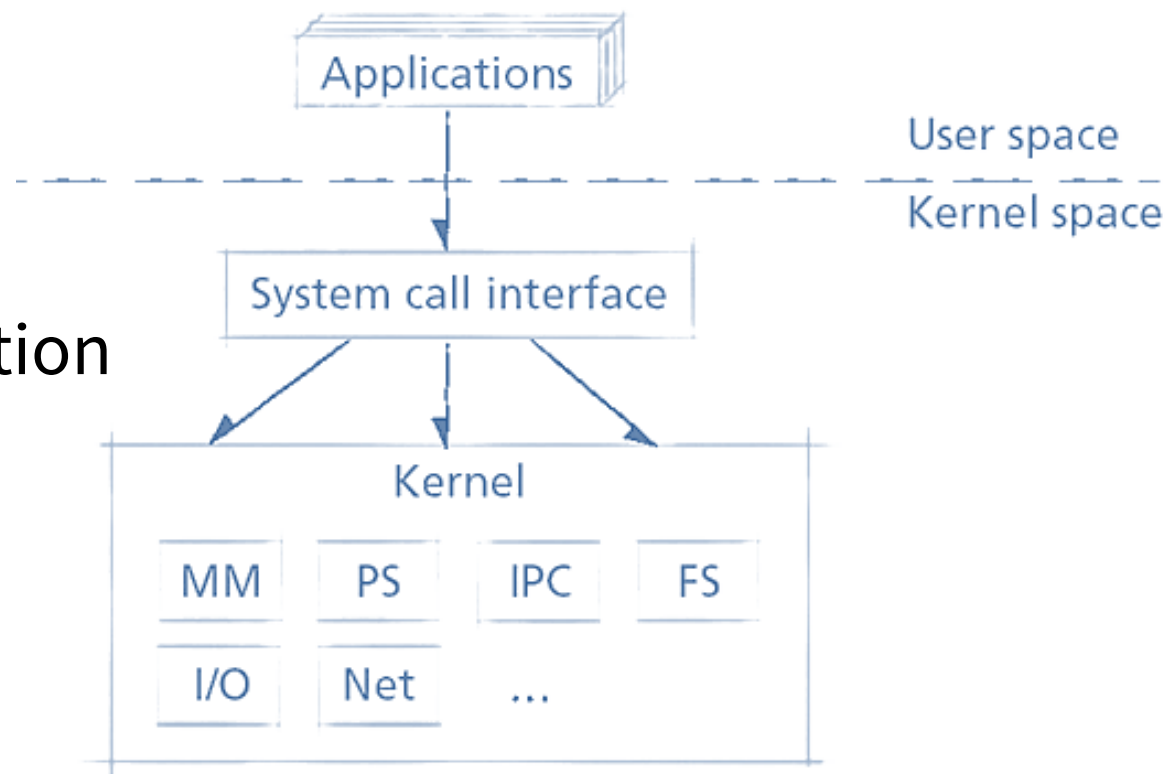 Applications
User space
Kernel space
System call interface
tion
Kernel
MM PS IPC FS
I/O Net ...